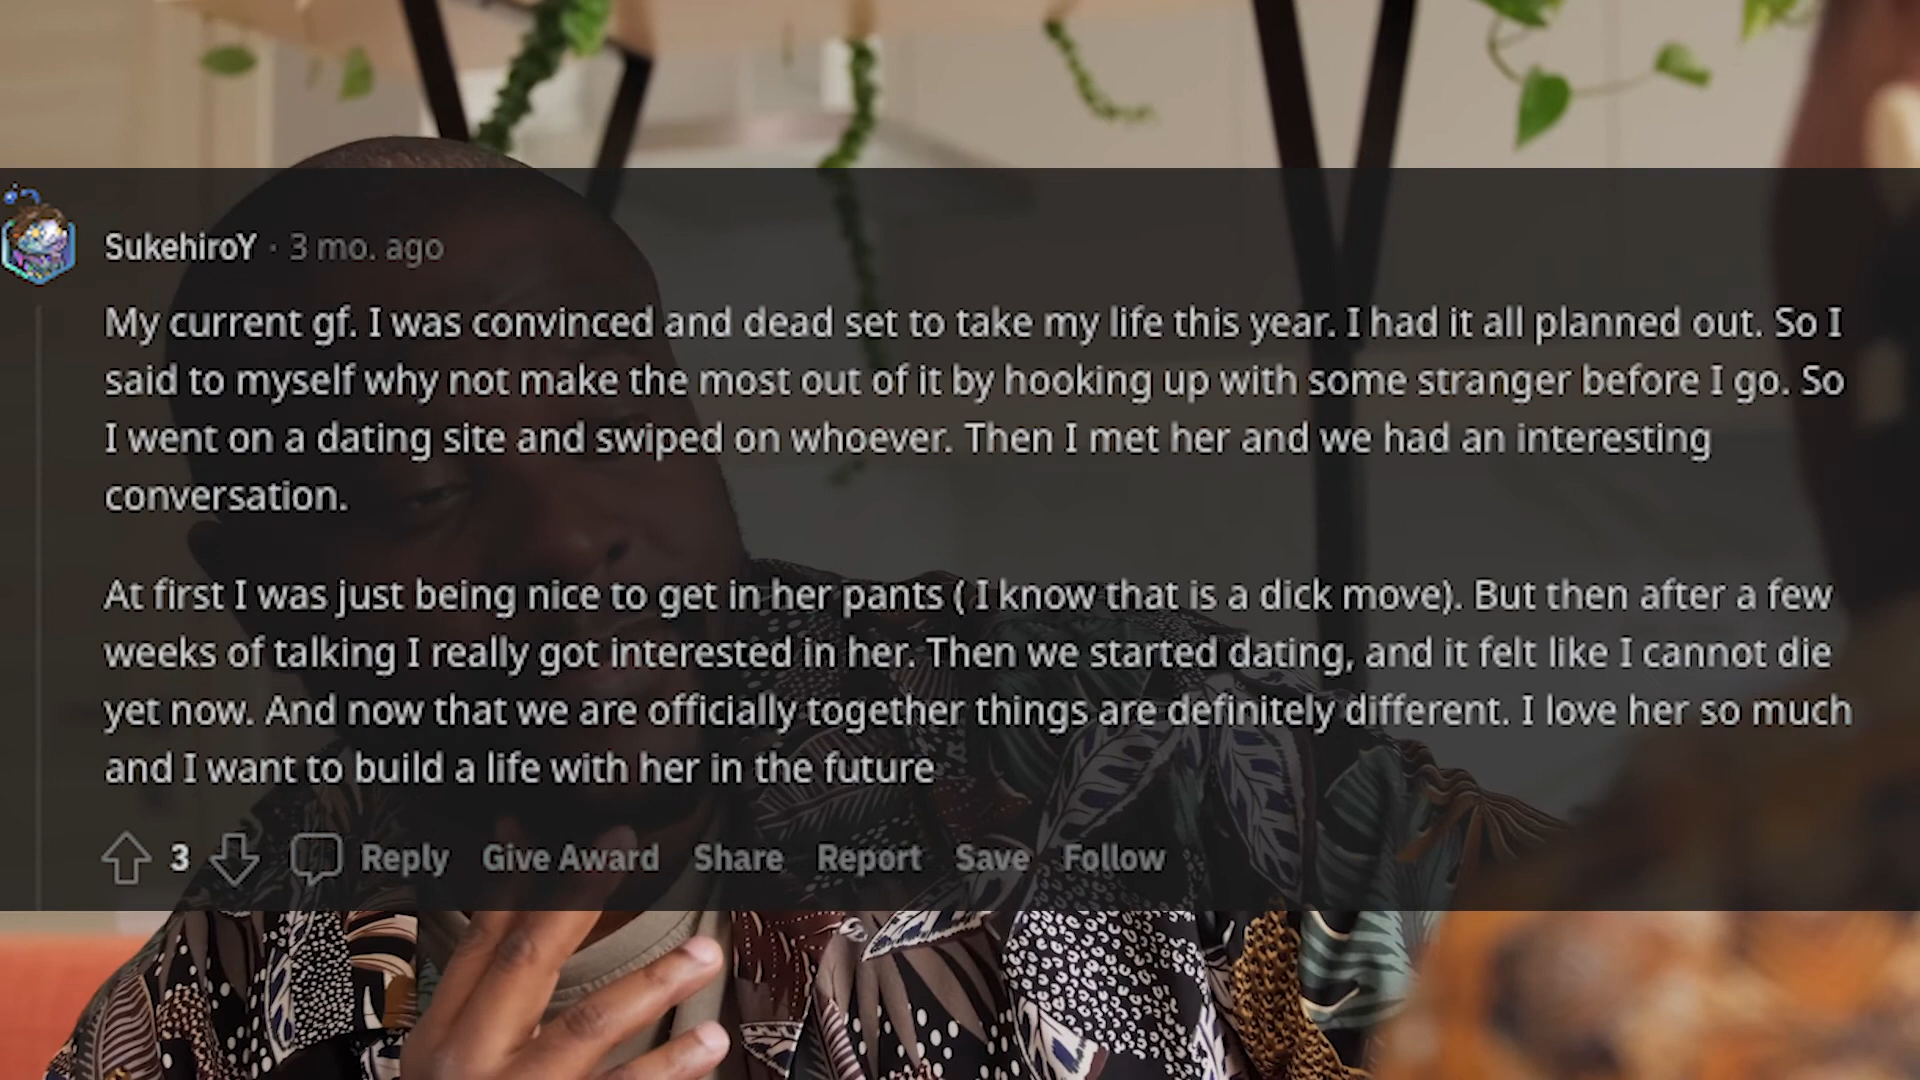 SukehiroY · 3 mo. ago
My current gf. I was convinced and dead set to take my life this year. I had it all planned out. So I
said to myself why not make the most out of it by hooking up with some stranger before I go. So
I went on a dating site and swiped on whoever. Then I met her and we had an interesting
conversation.
At first I was just being nice to get in her pants ( I know that is a dick move). But then after a few
weeks of talking I really got interested in her. Then we started dating, and it felt like I cannot die
yet now. And now that we are officially together things are definitely different. I love her so much
and I want to build a life with her in the future
3 Reply Give Award Share Report Save Follow